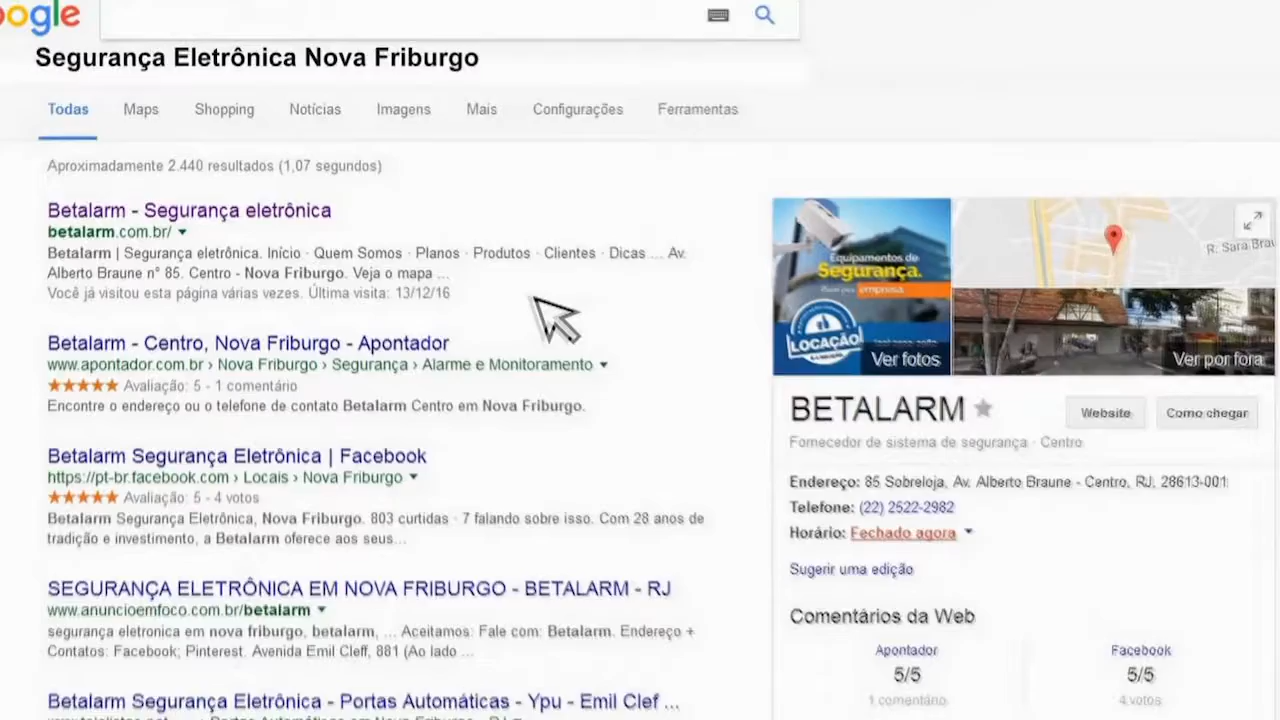 oogle
Segurança Eletrônica Nova Friburgo
Todas Maps Shopping Notícias Imagens Mais Configurações Ferramentas
Aproximadamente 2.440 resultados (1,07 segundos)
Betalarm - Segurança eletrônica
betalarm.com.br/
Betalarm | Segurança eletrônica. Início · Quem Somos · Planos · Produtos · Clientes · Dicas ... Av.
Alberto Braune n° 85. Centro - Nova Friburgo. Veja o mapa ...
Você já visitou esta página várias vezes. Última visita: 13/12/16
Betalarm - Centro, Nova Friburgo - Apontador
www.apontador.com.br › Nova Friburgo › Segurança › Alarme e Monitoramento
Avaliação: 5 - 1 comentário
Encontre o endereço ou o telefone de contato Betalarm Centro em Nova Friburgo.
Betalarm Segurança Eletrônica | Facebook
https://pt-br.facebook.com › Locais › Nova Friburgo
Avaliação: 5 - 4 votos
Betalarm Segurança Eletrônica, Nova Friburgo. 803 curtidas · 7 falando sobre isso. Com 28 anos de
tradição e investimento, a Betalarm oferece aos seus...
SEGURANÇA ELETRÔNICA EM NOVA FRIBURGO - BETALARM - RJ
www.anuncioemfoco.com.br/betalarm
segurança eletronica em nova friburgo, betalarm, ... Aceitamos: Fale com: Betalarm. Endereço +
Contatos: Facebook; Pinterest. Avenida Emil Cleff, 881 (Ao lado ...
Betalarm Segurança Eletrônica - Portas Automáticas - Ypu - Emil Clef ...
Equipamentos de
Segurança.
empresa
LOCAÇÃO
Ver fotos
R. Sara Brau
Ver por fora
BETALARM
Website Como chegar
Fornecedor de sistema de segurança · Centro
Endereço: 85 Sobreloja, Av. Alberto Braune - Centro, RJ, 28613-001
Telefone: (22) 2522-2982
Horário: Fechado agora
Sugerir uma edição
Comentários da Web
Apontador Facebook
5/5 5/5
1 comentário 4 votos